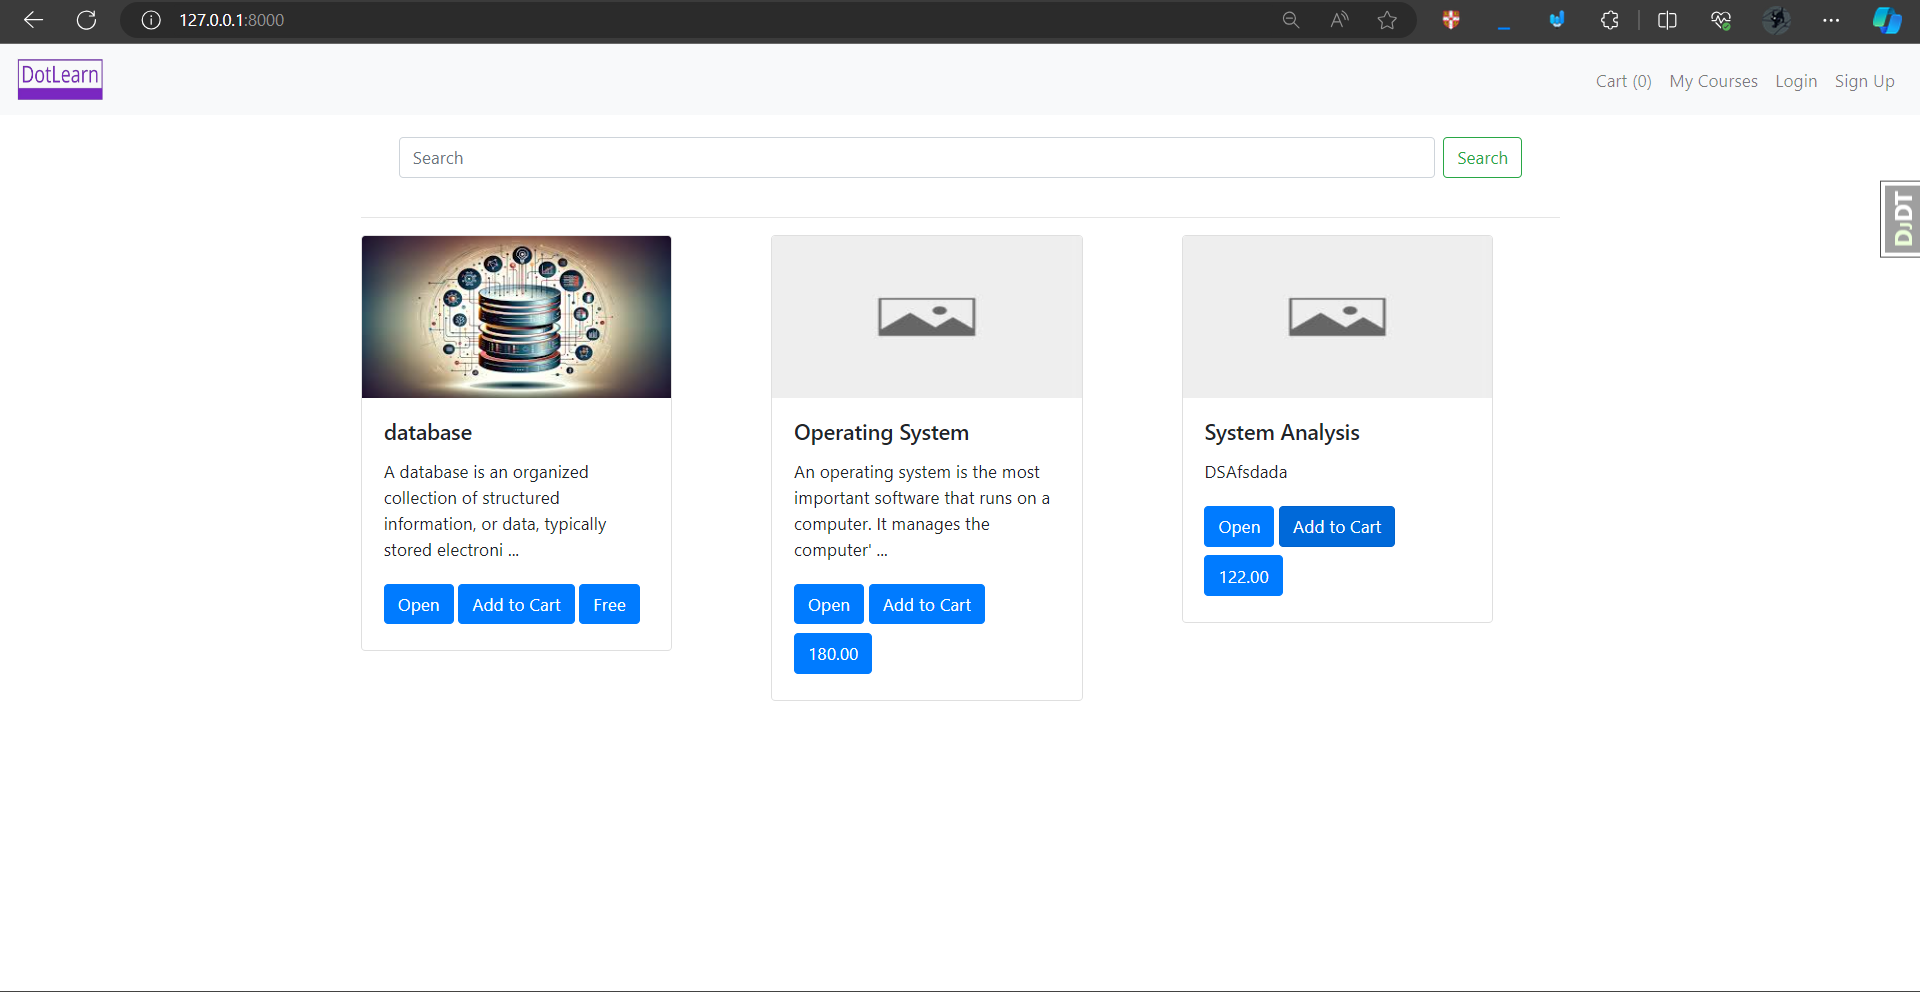 127.0.0.1:8000
DotLearn
Cart (0) My Courses Login Sign Up
Search Search
DJDT
database
A database is an organized
collection of structured
information, or data, typically
stored electroni ...
Open Add to Cart Free
Operating System
An operating system is the most
important software that runs on a
computer. It manages the
computer' ...
Open Add to Cart
180.00
System Analysis
DSAfsdada
Open Add to Cart
122.00